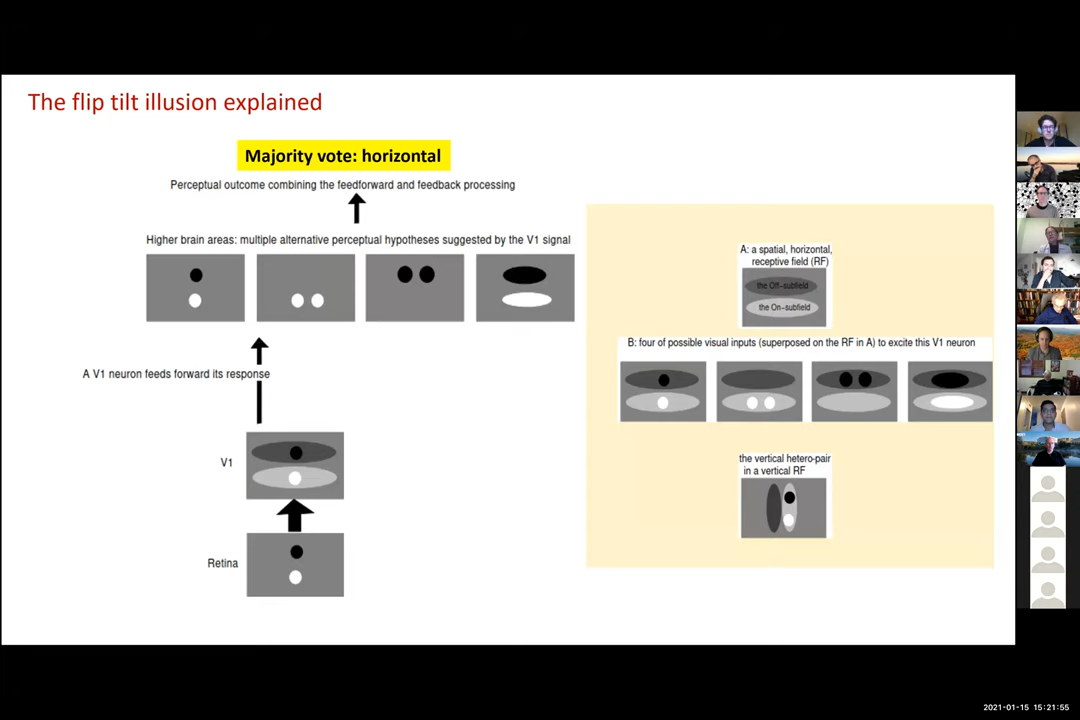 The flip tilt illusion explained
Majority vote: horizontal
Perceptual outcome combining the feedforward and feedback processing
Higher brain areas: multiple alternative perceptual hypotheses suggested by the V1 signal
A V1 neuron feeds forward its response
V1
Retina
A: a spatial, horizontal,
receptive field (RF)
the Off-subfield
the On-subfield
B: four of possible visual inputs (superposed on the RF in A) to excite this V1 neuron
the vertical hetero-pair
in a vertical RF
2021-01-15 15:21:55